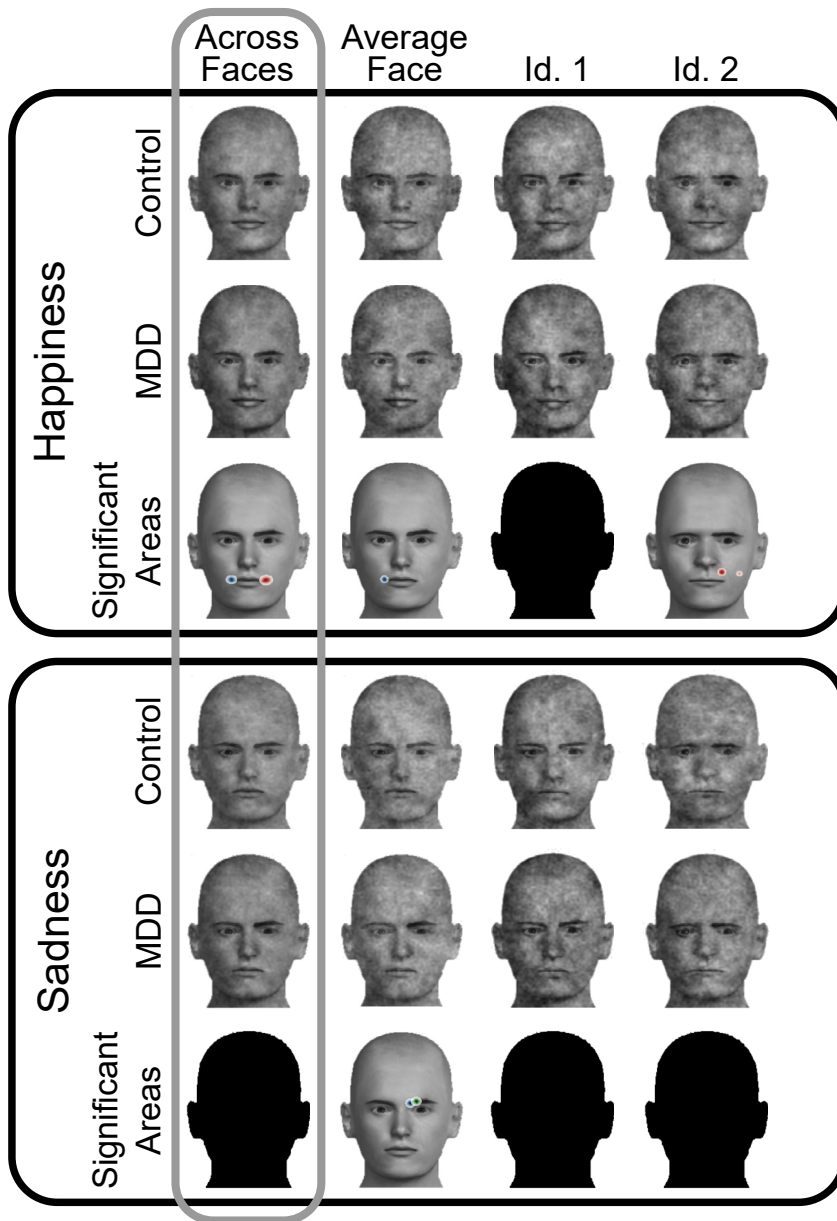 Across
Faces
Average
Face
Id. 1
Id. 2
Happiness
Control
MDD
Significant
Areas
Sadness
Control
MDD
Significant
Areas